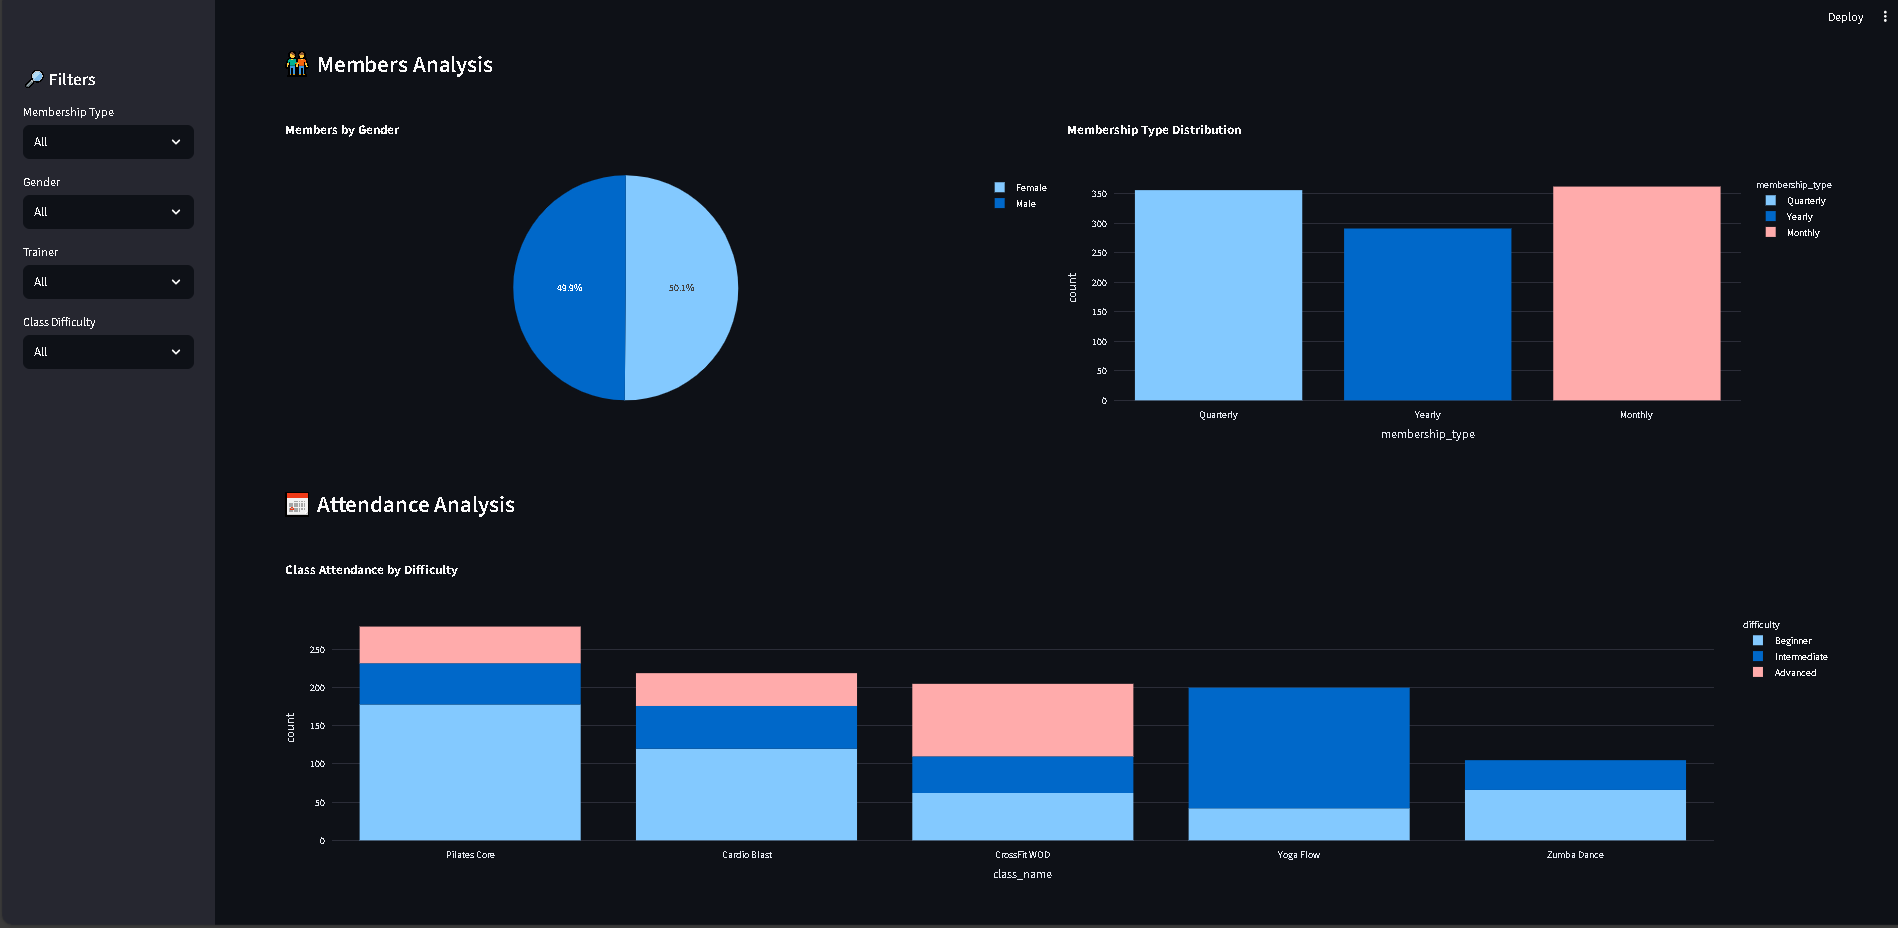 Deploy
Filters
Membership Type
All
Gender
All
Trainer
All
Class Difficulty
All
Members Analysis
Members by Gender
49.9%
50.1%
Female
Male
Membership Type Distribution
count
350
300
250
200
150
100
50
0
Quarterly
Yearly
Monthly
membership_type
membership_type
Quarterly
Yearly
Monthly
Attendance Analysis
Class Attendance by Difficulty
count
250
200
150
100
50
0
Pilates Core
Cardio Blast
CrossFit WOD
Yoga Flow
Zumba Dance
class_name
difficulty
Beginner
Intermediate
Advanced